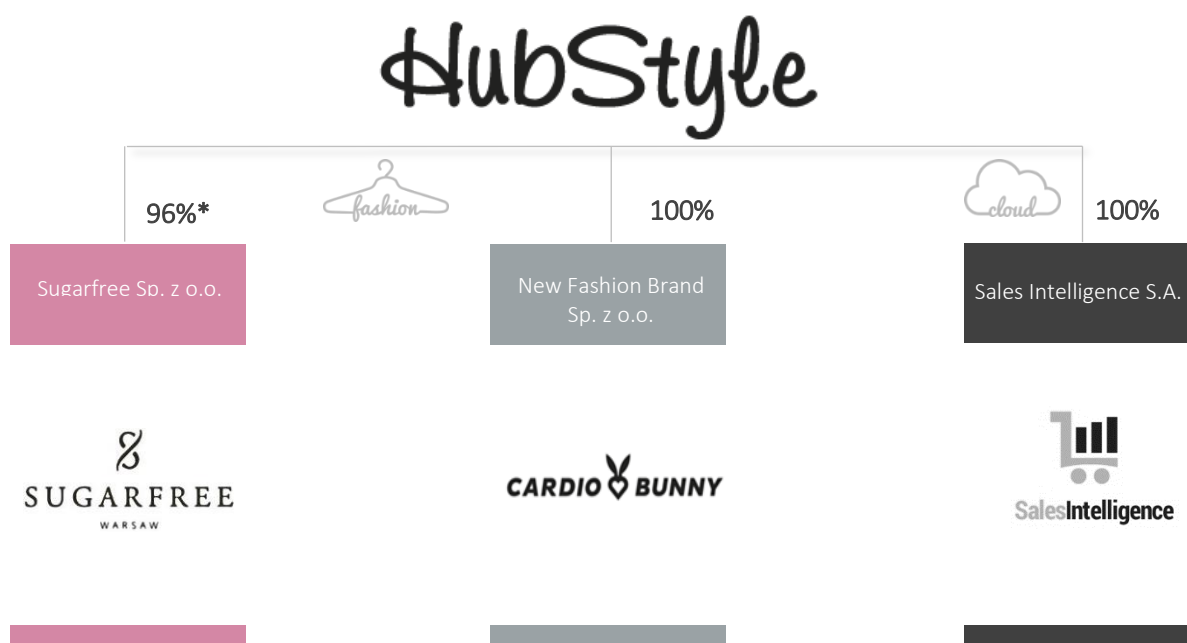 HubStyle
96%*
fashion
100%
cloud
100%
Sugarfree Sp. z o.o.
New Fashion Brand
Sp. z o.o.
Sales Intelligence S.A.
SUGARFREE
WARSAW
CARDIO BUNNY
SalesIntelligence